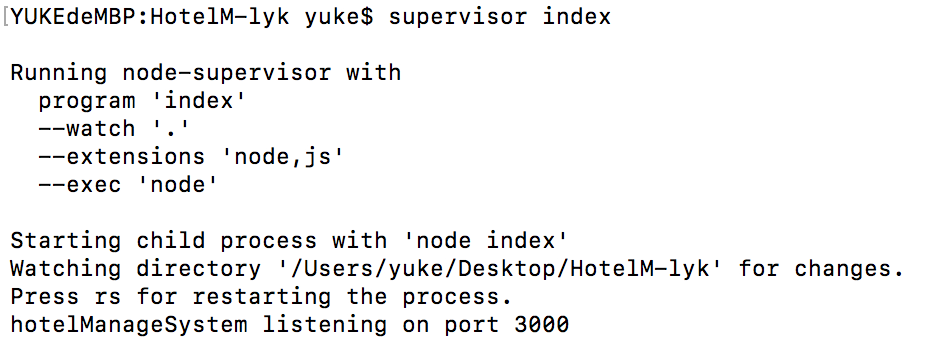 [YUKEdeMBP:HotelM-lyk yuke$ supervisor index
Running node-supervisor with
program 'index'
--watch '.'
--extensions 'node,js'
--exec 'node'
Starting child process with 'node index'
Watching directory '/Users/yuke/Desktop/HotelM-lyk' for changes.
Press rs for restarting the process.
hotelManageSystem listening on port 3000